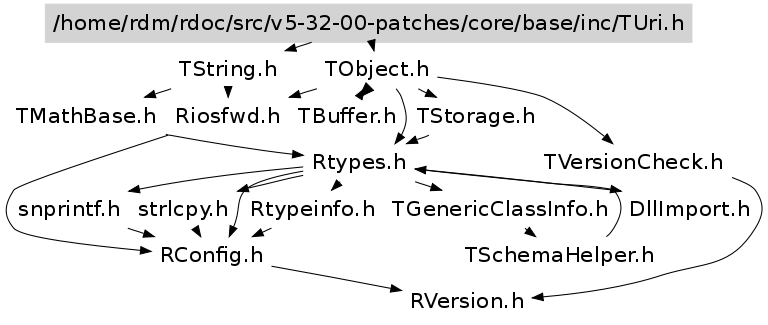 /home/rdm/rdoc/src/v5-32-00-patches/core/base/inc/TUri.h
TString.h TObject.h
TMathBase.h Riosfwd.h TBuffer.h TStorage.h
Rtypes.h TVersionCheck.h
snprintf.h strlcpy.h Rtypeinfo.h TGenericClassInfo.h DllImport.h
RConfig.h TSchemaHelper.h
RVersion.h